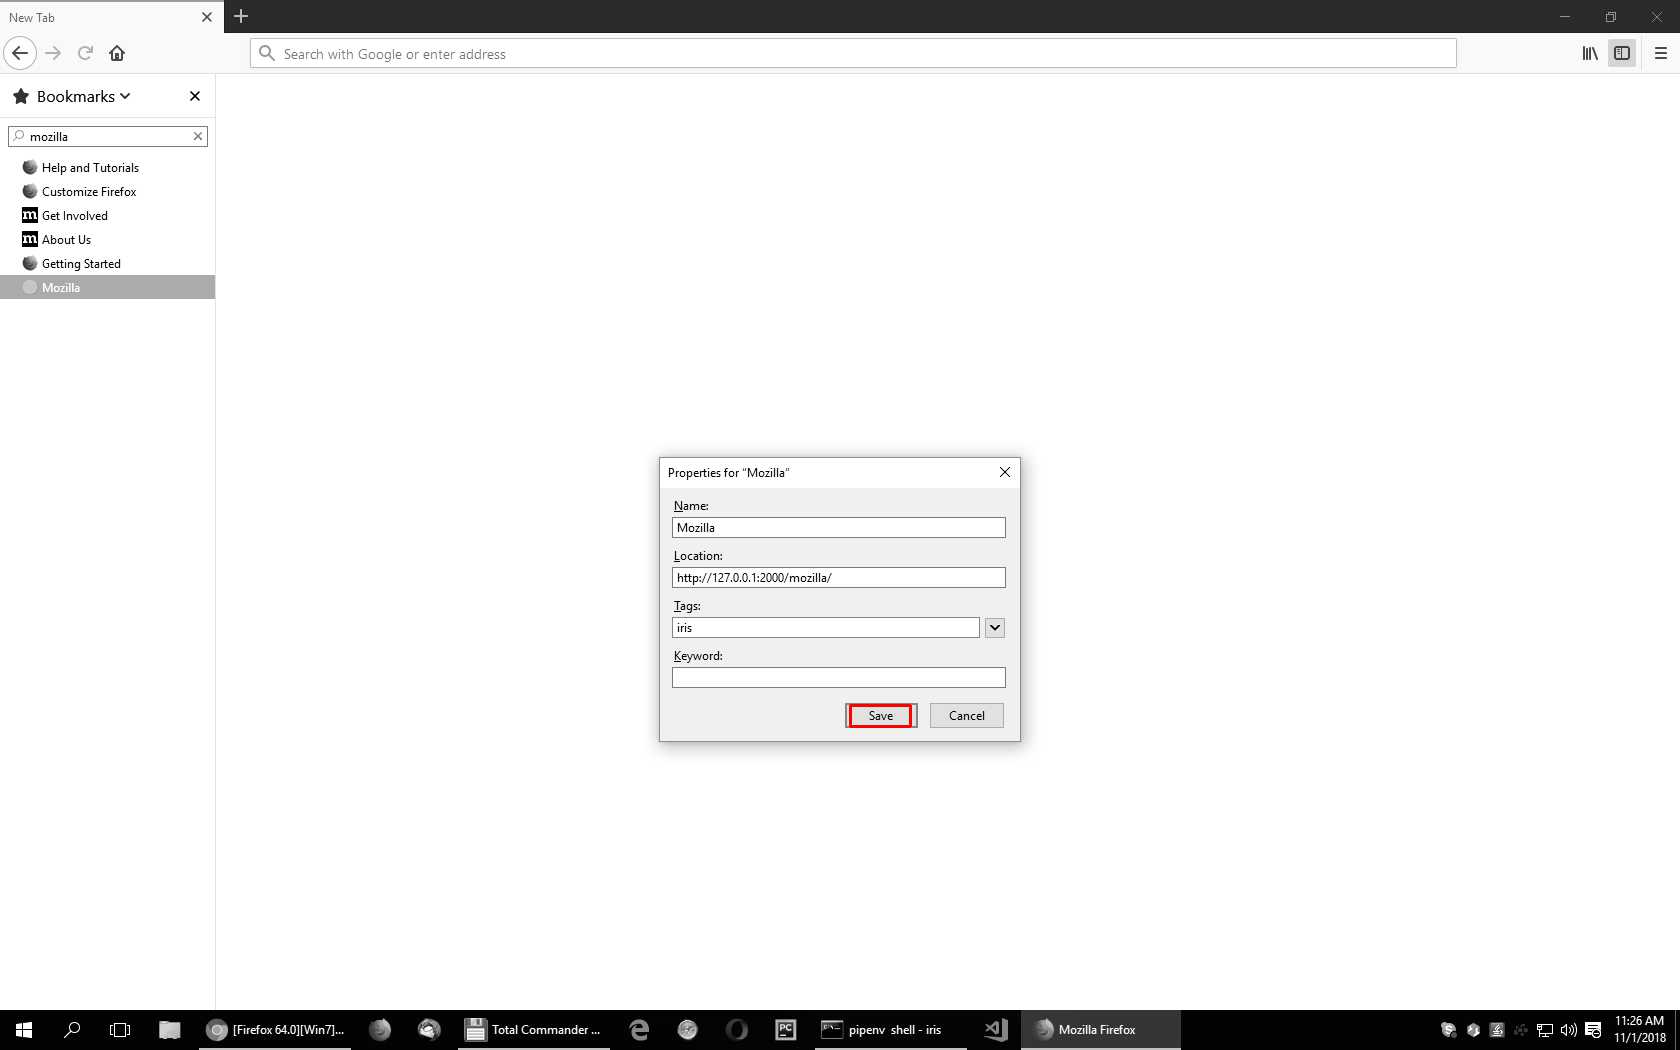 New Tab
Search with Google or enter address
Bookmarks
mozilla
Help and Tutorials
Customize Firefox
m Get Involved
m About Us
Getting Started
Mozilla
Properties for "Mozilla"
Name:
Mozilla
Location:
http://127.0.0.1:2000/mozilla/
Tags:
iris
Keyword:
Save
Cancel
[Firefox 64.0][Win7]...
Total Commander ...
PC
pipenv shell - iris
Mozilla Firefox
11:26 AM
11/1/2018